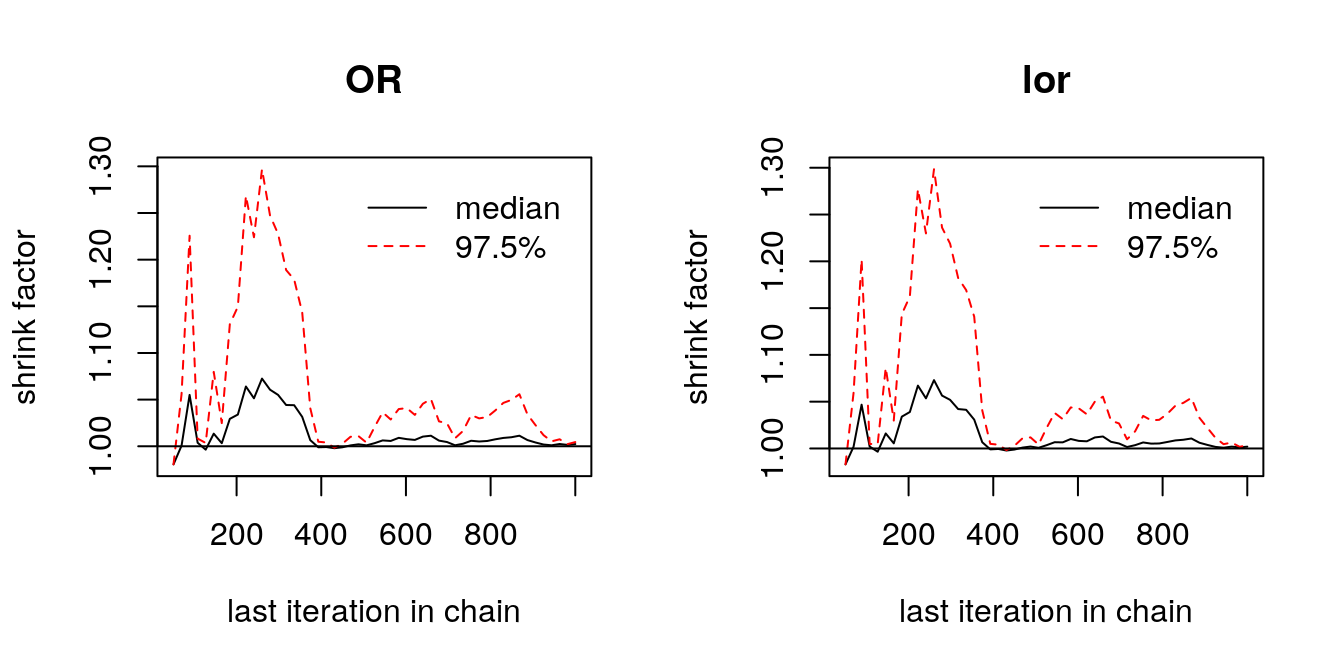 OR
shrink factor
1.00 1.10 1.20 1.30
median
97.5%
200 400 600 800
last iteration in chain
lor
shrink factor
1.00 1.10 1.20 1.30
median
97.5%
200 400 600 800
last iteration in chain